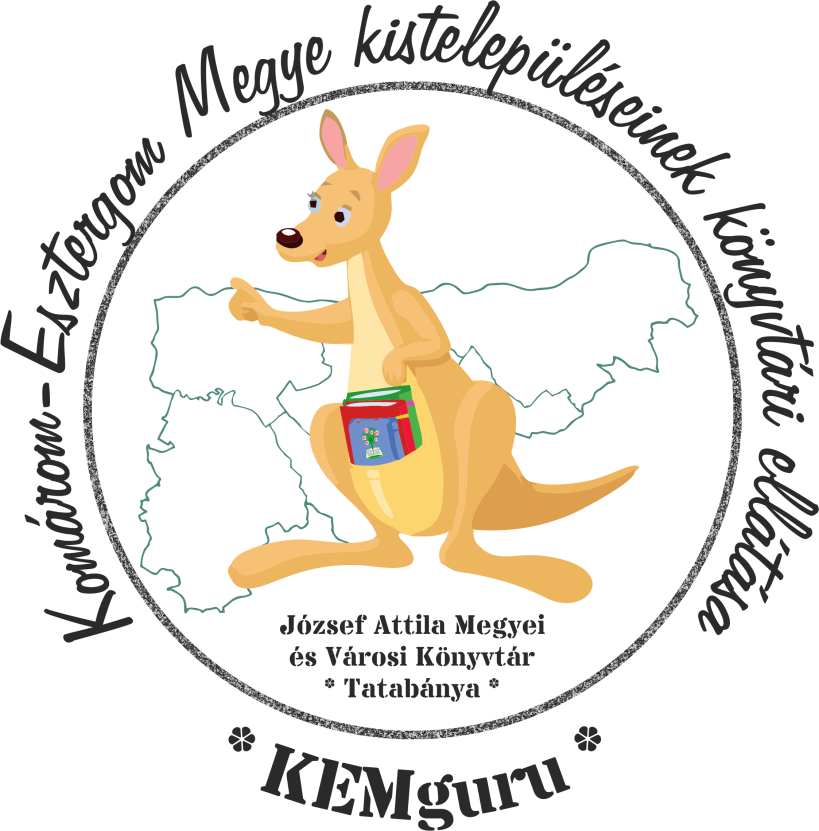 Komárom-Esztergom Megye kistelepüléseinek könyvtári ellátása
József Attila Megyei
és Városi Könyvtár
* Tatabánya *
* KEMguru *